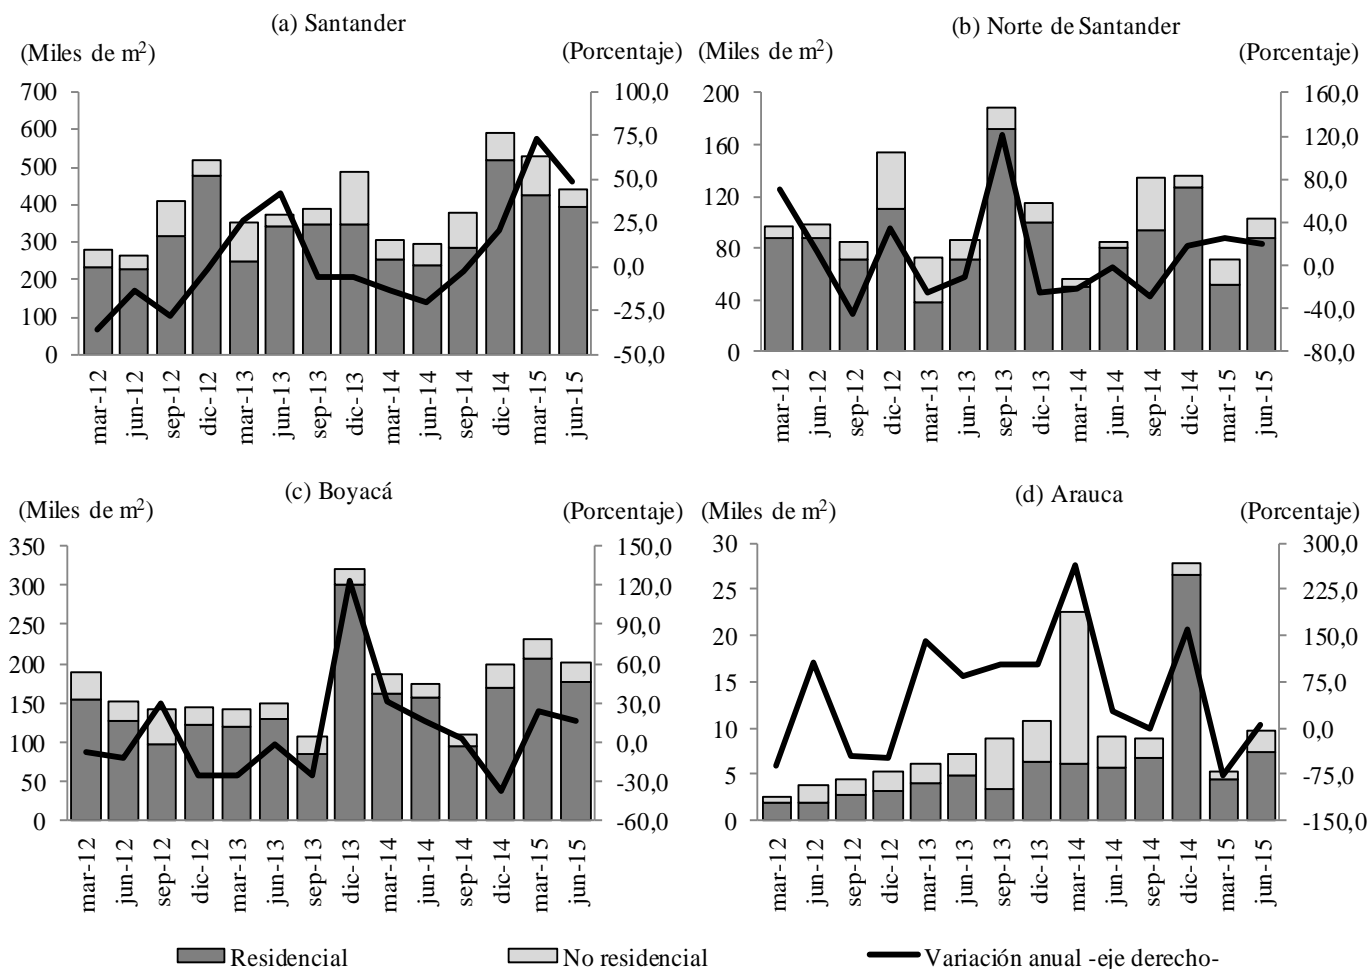 (a) Santander
(Miles de m²)
(Porcentaje)
700
600
500
400
300
200
100
0
100,0
75,0
50,0
25,0
0,0
-25,0
-50,0
mar-12
jun-12
sep-12
dic-12
mar-13
jun-13
sep-13
dic-13
mar-14
jun-14
sep-14
dic-14
mar-15
jun-15
(b) Norte de Santander
(Miles de m²)
(Porcentaje)
200
160
120
80
40
0
160,0
120,0
80,0
40,0
0,0
-40,0
-80,0
mar-12
jun-12
sep-12
dic-12
mar-13
jun-13
sep-13
dic-13
mar-14
jun-14
sep-14
dic-14
mar-15
jun-15
(c) Boyacá
(Miles de m²)
(Porcentaje)
350
300
250
200
150
100
50
0
150,0
120,0
90,0
60,0
30,0
0,0
-30,0
-60,0
mar-12
jun-12
sep-12
dic-12
mar-13
jun-13
sep-13
dic-13
mar-14
jun-14
sep-14
dic-14
mar-15
jun-15
(d) Arauca
(Miles de m²)
(Porcentaje)
30
25
20
15
10
5
0
300,0
225,0
150,0
75,0
0,0
-75,0
-150,0
mar-12
jun-12
sep-12
dic-12
mar-13
jun-13
sep-13
dic-13
mar-14
jun-14
sep-14
dic-14
mar-15
jun-15
Residencial
No residencial
Variación anual -eje derecho-